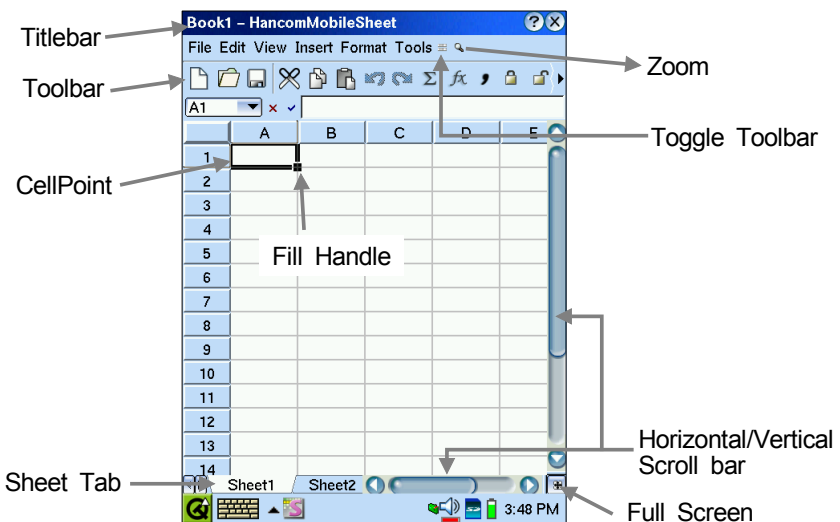 Book1 – HancomMobileSheet
Titlebar
File Edit View Insert Format Tools
Zoom
Toolbar
Σ fx
A1
A B C D E
Toggle Toolbar
1
CellPoint
2
3
4
5
Fill Handle
6
7
8
9
10
11
12
13
Horizontal/Vertical
Scroll bar
14
Sheet Tab
Sheet1 Sheet2
3:48 PM
Full Screen